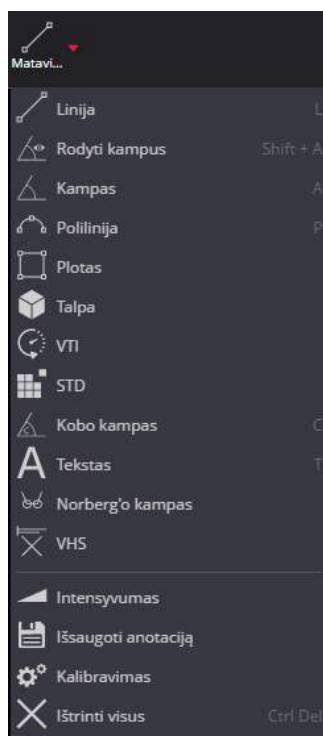 Matavi...
Linija L
Rodyti kampus Shift + A
Kampas A
Polilinija P
Plotas
Talpa
VTI
STD
Kobo kampas C
A Tekstas T
Norberg'o kampas
VHS
Intensyvumas
Išsaugoti anotaciją
Kalibravimas
Ištrinti visus Ctrl Del